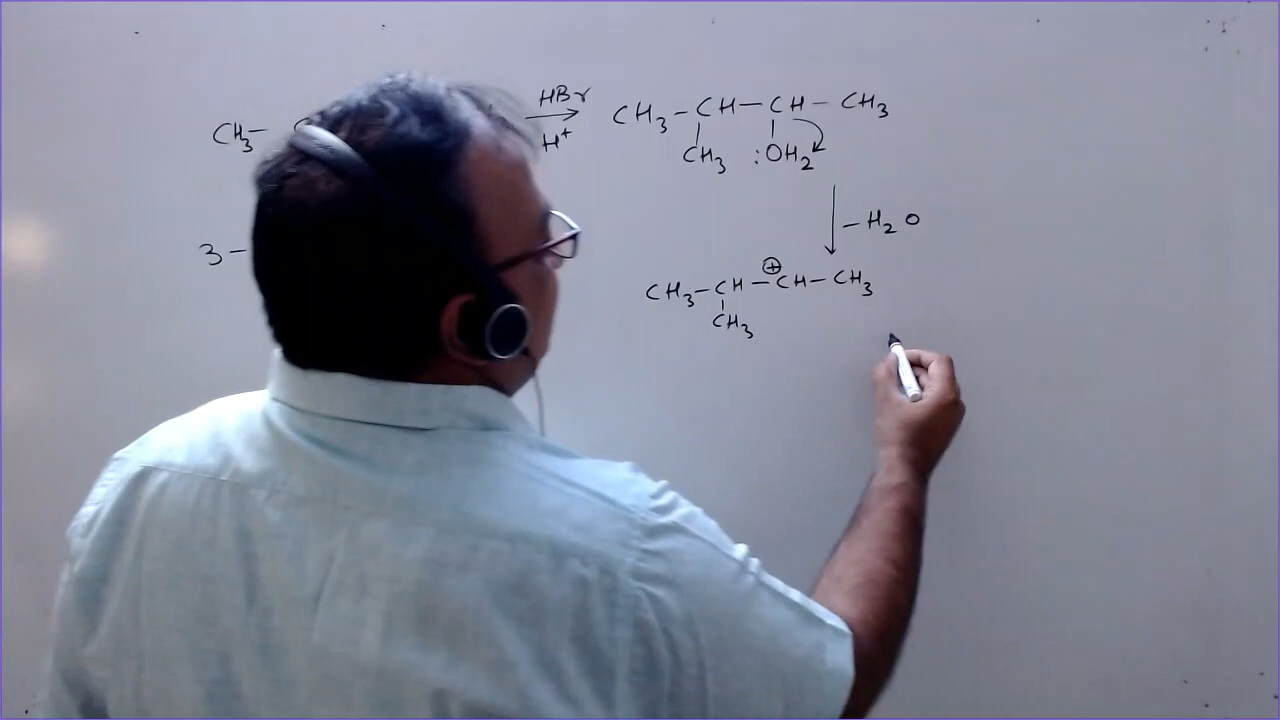 HBr
CH3- → CH3-CH-CH-CH3
H+
CH3 :OH2
-H2O
3-
⊕
CH3-CH-CH-CH3
CH3